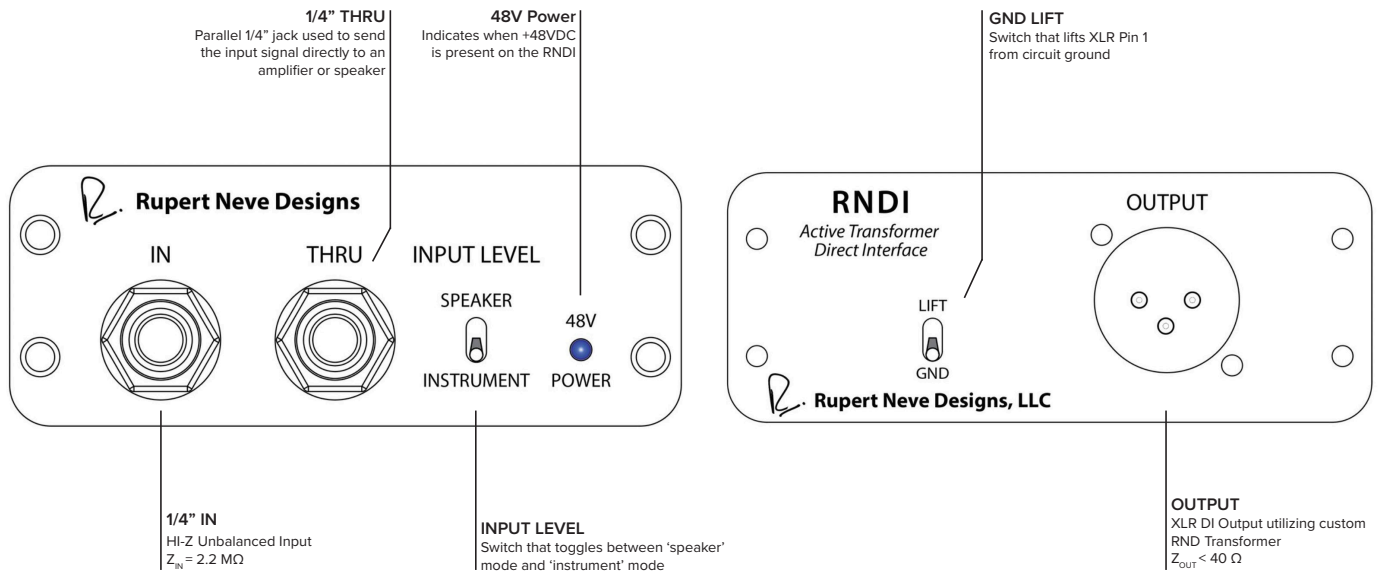 1/4” THRU
Parallel 1/4” jack used to send
the input signal directly to an
amplifier or speaker
48V Power
Indicates when +48VDC
is present on the RNDI
GND LIFT
Switch that lifts XLR Pin 1
from circuit ground
Rupert Neve Designs
IN
THRU
INPUT LEVEL
SPEAKER
INSTRUMENT
48V
POWER
RNDI
Active Transformer
Direct Interface
OUTPUT
LIFT
GND
Rupert Neve Designs, LLC
1/4” IN
HI-Z Unbalanced Input
Z_IN = 2.2 MΩ
INPUT LEVEL
Switch that toggles between ‘speaker’
mode and ‘instrument’ mode
OUTPUT
XLR DI Output utilizing custom
RND Transformer
Z_OUT < 40 Ω